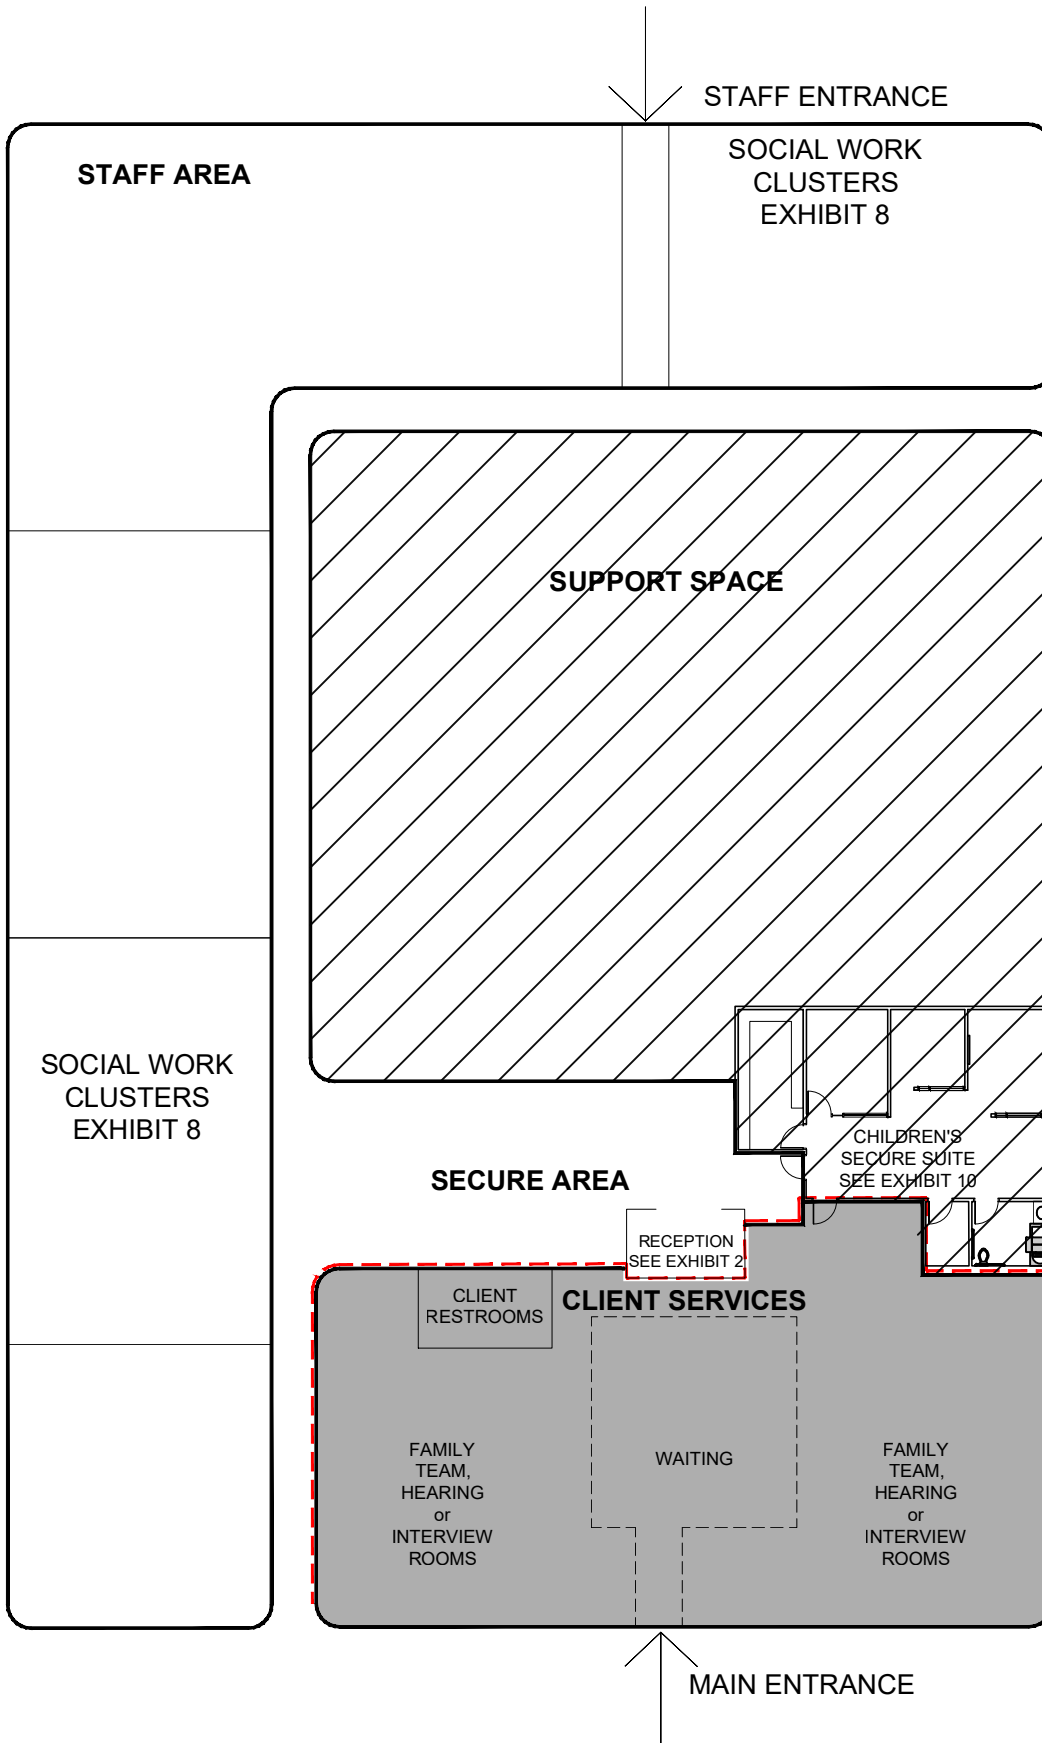 STAFF ENTRANCE
STAFF AREA
SOCIAL WORK
CLUSTERS
EXHIBIT 8
SUPPORT SPACE
SOCIAL WORK
CLUSTERS
EXHIBIT 8
CHILDREN'S
SECURE SUITE
SEE EXHIBIT 10
SECURE AREA
RECEPTION
SEE EXHIBIT 2
CLIENT
RESTROOMS
CLIENT SERVICES
FAMILY
TEAM,
HEARING
or
INTERVIEW
ROOMS
WAITING
FAMILY
TEAM,
HEARING
or
INTERVIEW
ROOMS
MAIN ENTRANCE